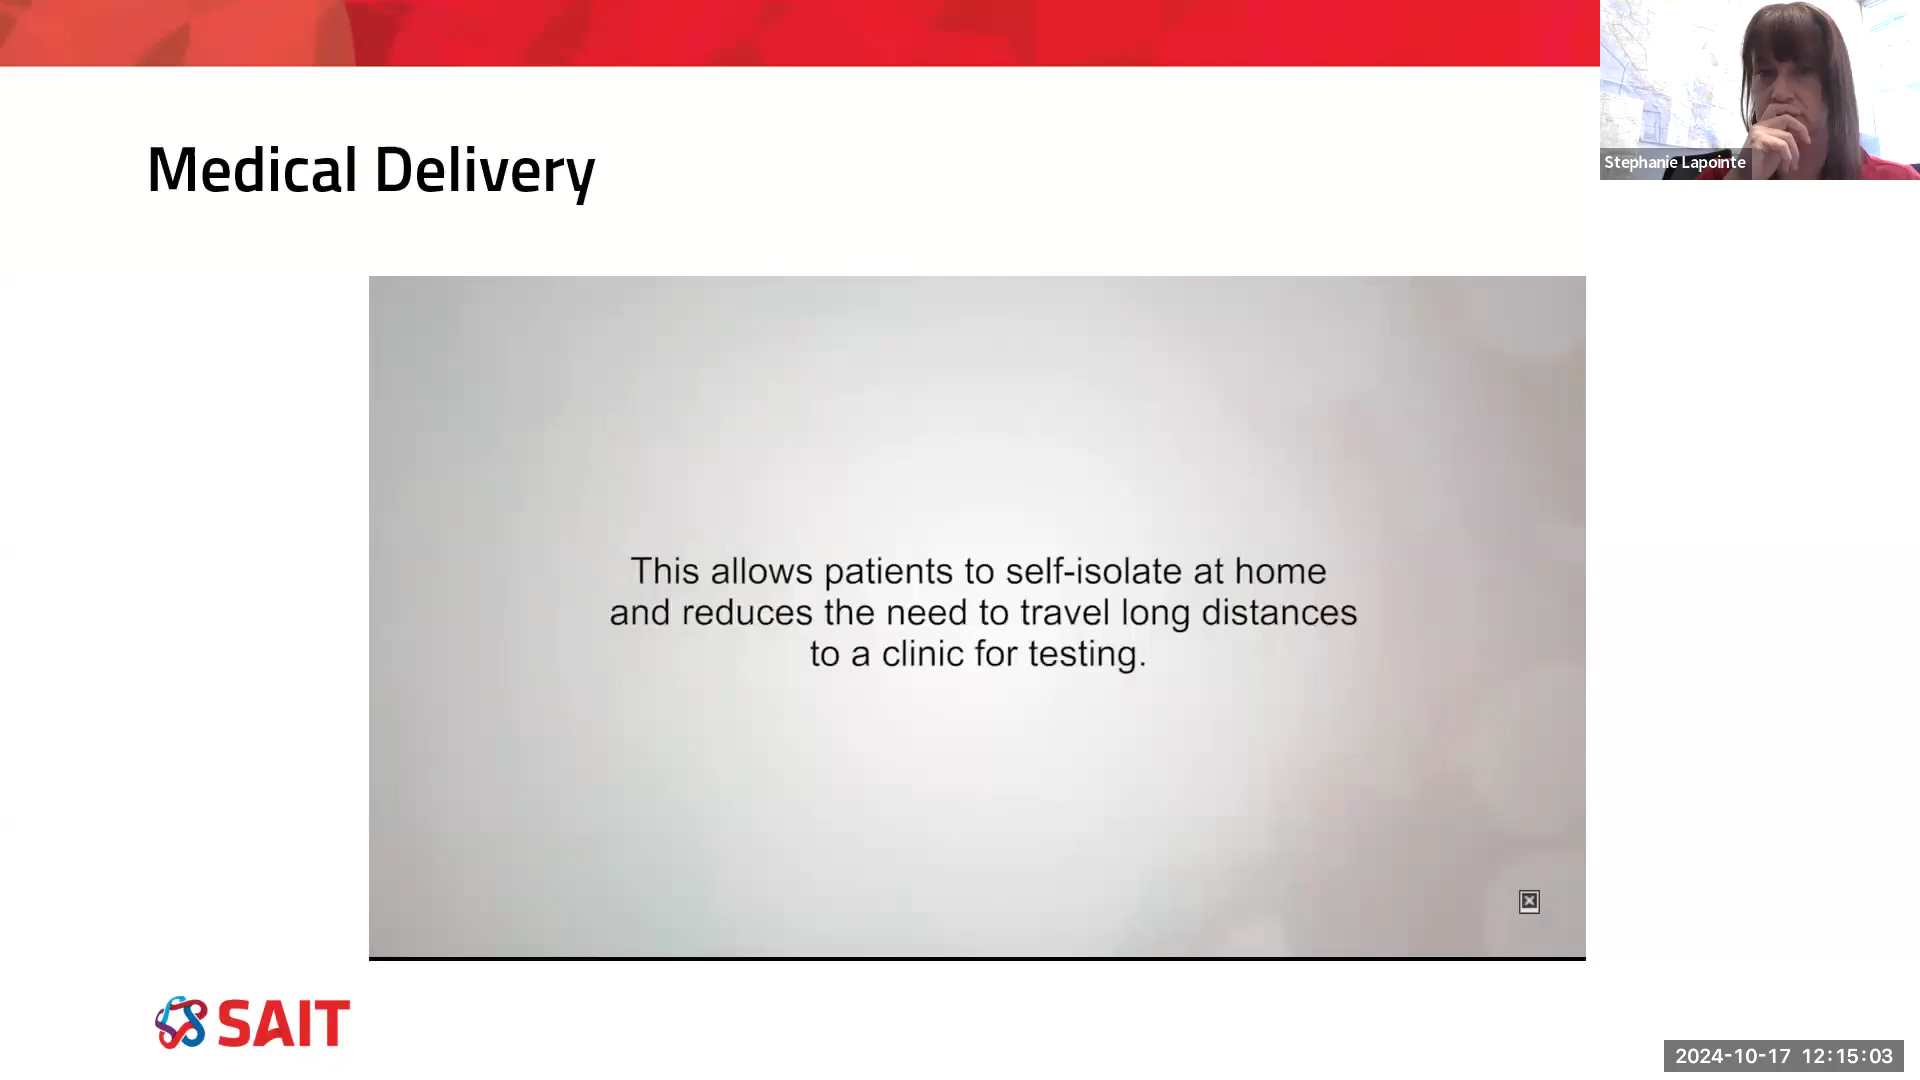 Medical Delivery
Stephanie Lapointe
This allows patients to self-isolate at home
and reduces the need to travel long distances
to a clinic for testing.
SAIT
2024-10-17 12:15:03